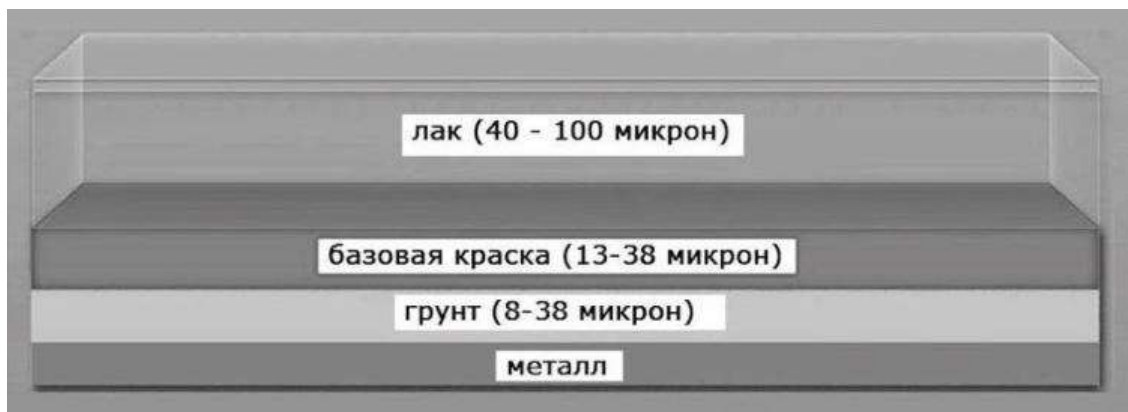 лак (40 - 100 микрон)
базовая краска (13-38 микрон)
грунт (8-38 микрон)
металл